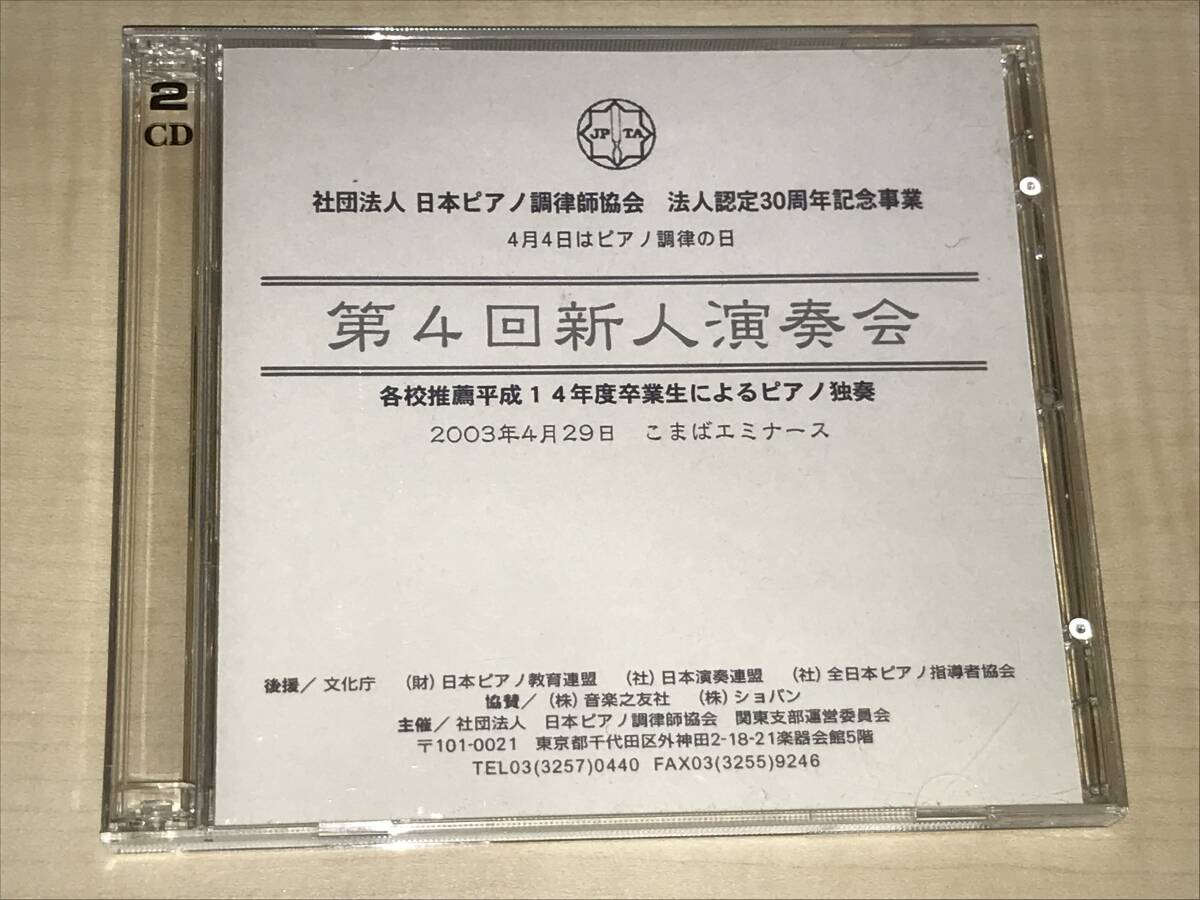 2
CD
JP TA
社団法人 日本ピアノ調律師協会　法人認定30周年記念事業
4月4日はピアノ調律の日
第4回新人演奏会
各校推薦平成14年度卒業生によるピアノ独奏
2003年4月29日　こまばエミナース
後援／文化庁　(財)日本ピアノ教育連盟　(社)日本演奏連盟　(社)全日本ピアノ指導者協会
協賛／(株)音楽之友社　(株)ショパン
主催／社団法人　日本ピアノ調律師協会　関東支部運営委員会
〒101-0021　東京都千代田区外神田2-18-21楽器会館5階
TEL03(3257)0440 FAX03(3255)9246